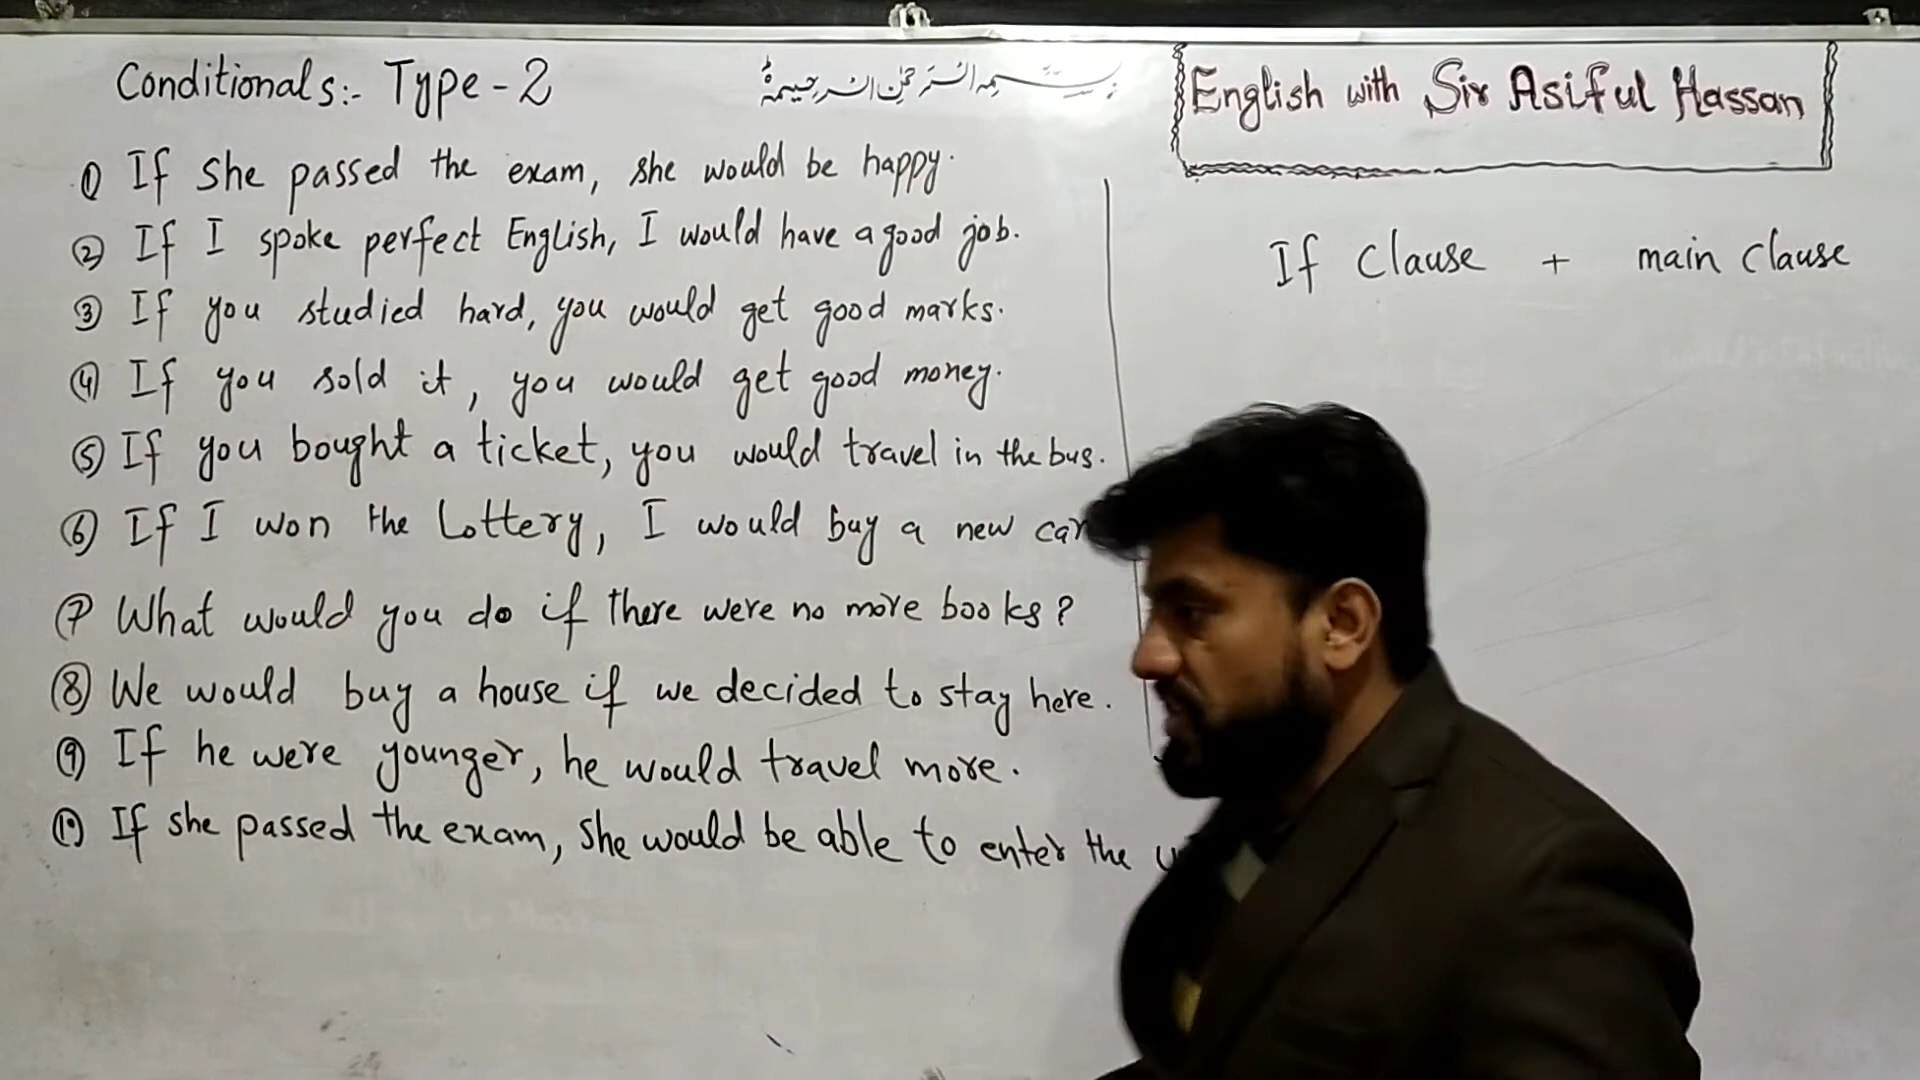 Conditionals:- Type-2
بسم اللہ الرحمٰن الرحیم
English with Sir Asiful Hassan
① If she passed the exam, she would be happy.
② If I spoke perfect English, I would have a good job.
③ If you studied hard, you would get good marks.
④ If you sold it, you would get good money.
⑤ If you bought a ticket, you would travel in the bus.
⑥ If I won the Lottery, I would buy a new car
⑦ What would you do if there were no more books?
⑧ We would buy a house if we decided to stay here.
⑨ If he were younger, he would travel more.
⑩ If she passed the exam, she would be able to enter the
If Clause + main clause